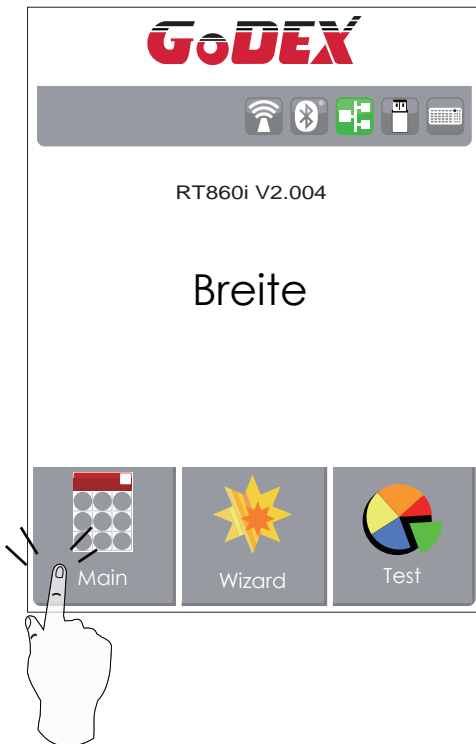 GoDEX
RT860i V2.004
Breite
Main
Wizard
Test